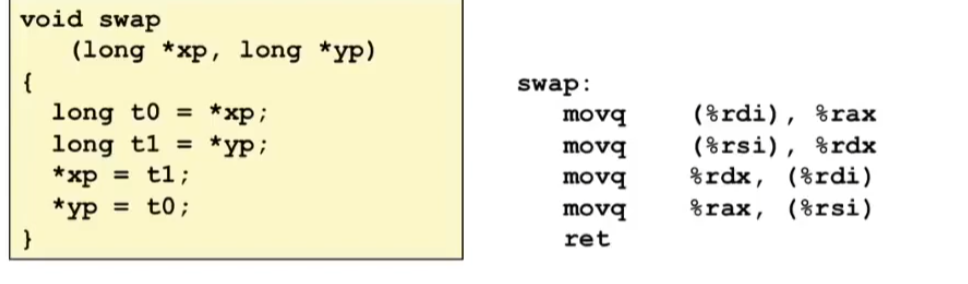 void swap
(long *xp, long *yp)
{
long t0 = *xp;
long t1 = *yp;
*xp = t1;
*yp = t0;
}
swap:
movq (%rdi), %rax
movq (%rsi), %rdx
movq %rdx, (%rdi)
movq %rax, (%rsi)
ret